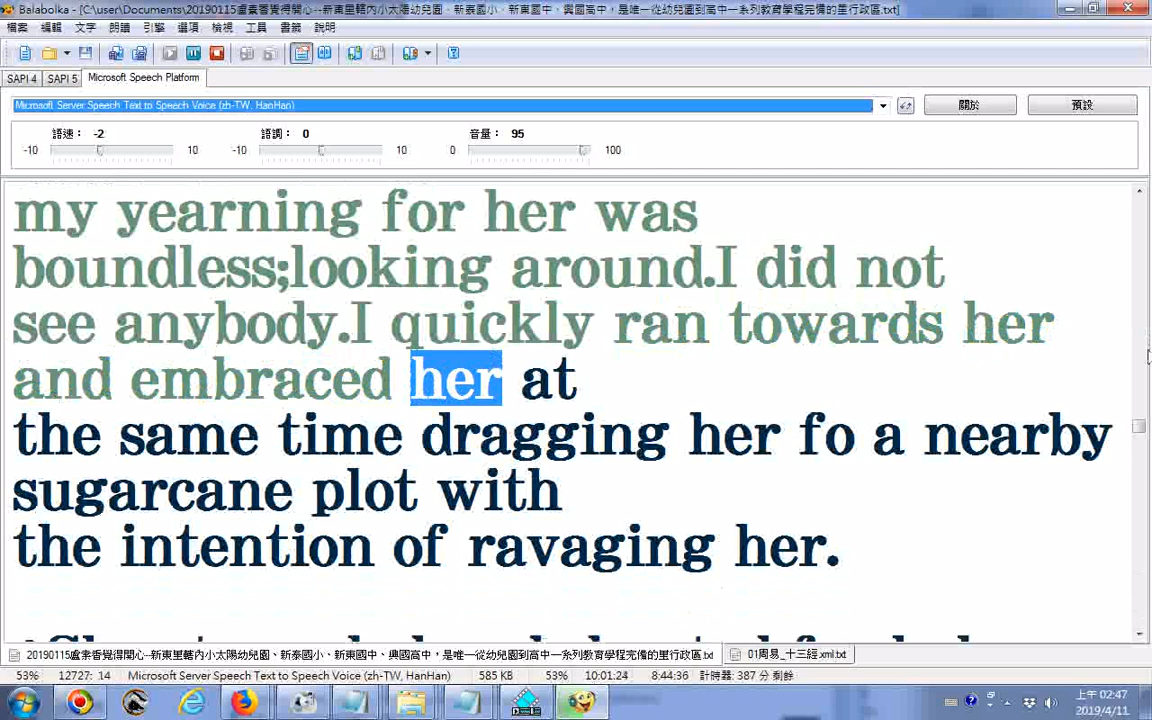 Balabolka - [C:\user\Documents\20190115盧素香覺得開心--新東里轄內小太陽幼兒園、新泰國小、新東國中、興國高中，是唯一從幼兒園到高中一系列教育學程完備的里行政區.txt]
檔案 編輯 文字 朗讀 引擎 選項 檢視 工具 書籤 說明
SAPI 4 SAPI 5 Microsoft Speech Platform
Microsoft Server Speech Text to Speech Voice (zh-TW, HanHan) 關於 預設
語速： -2 語調： 0 音量： 95
-10 10 -10 10 0 100
my yearning for her was
boundless;looking around.I did not
see anybody.I quickly ran towards her
and embraced her at
the same time dragging her fo a nearby
sugarcane plot with
the intention of ravaging her.
20190115盧素香覺得開心--新東里轄內小太陽幼兒園、新泰國小、新東國中、興國高中，是唯一從幼兒園到高中一系列教育學程完備的里行政區.txt 01周易_十三經.xml.txt
53% 12727: 14 Microsoft Server Speech Text to Speech Voice (zh-TW, HanHan) 585 KB 53% 10:01:24 8:44:36 計時器： 387 分 剩餘
上午 02:47
2019/4/11